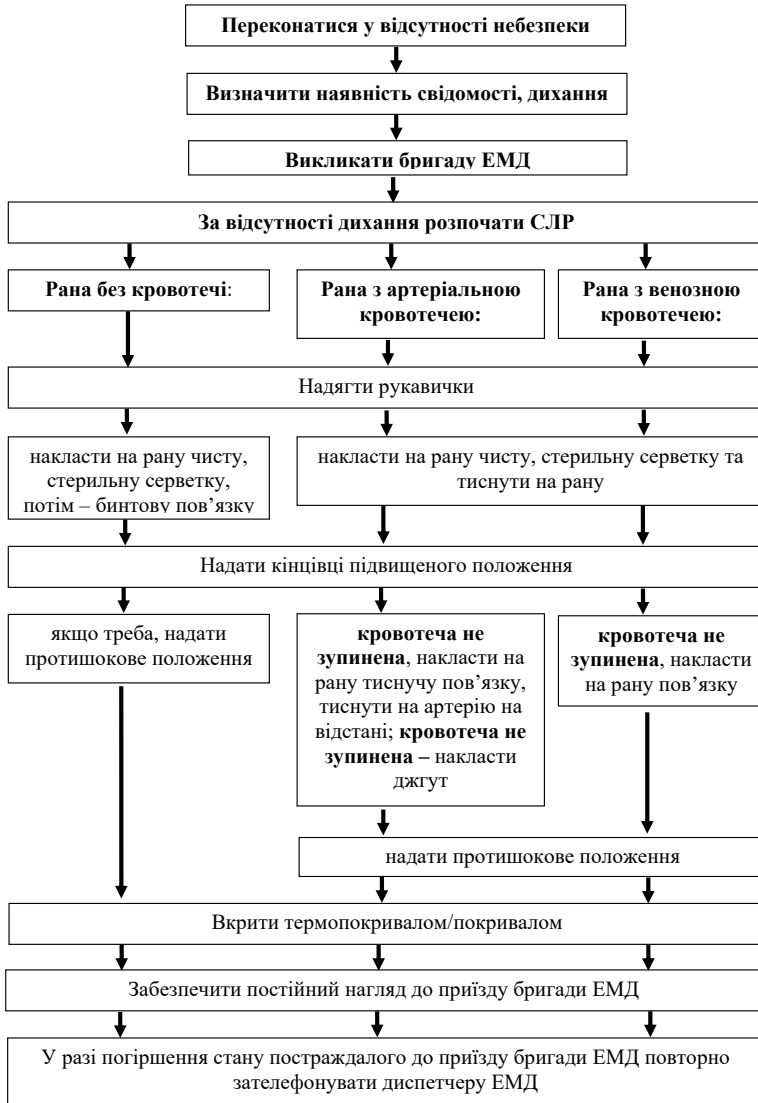 Переконатися у відсутності небезпеки
Визначити наявність свідомості, дихання
Викликати бригаду ЕМД
За відсутності дихання розпочати СЛР
Рана без кровотечі:
Рана з артеріальною
кровотечею:
Рана з венозною
кровотечею:
Надягти рукавички
накласти на рану чисту,
стерильну серветку,
потім – бинтову пов’язку
накласти на рану чисту, стерильну серветку та
тиснути на рану
Надати кінцівці підвищеного положення
якщо треба, надати
протишокове положення
кровотеча не
зупинена, накласти на
рану тиснучу пов’язку,
тиснути на артерію на
відстані; кровотеча не
зупинена – накласти
джгут
кровотеча не
зупинена, накласти
на рану пов’язку
надати протишокове положення
Вкрити термопокривалом/покривалом
Забезпечити постійний нагляд до приїзду бригади ЕМД
У разі погіршення стану постраждалого до приїзду бригади ЕМД повторно
зателефонувати диспетчеру ЕМД